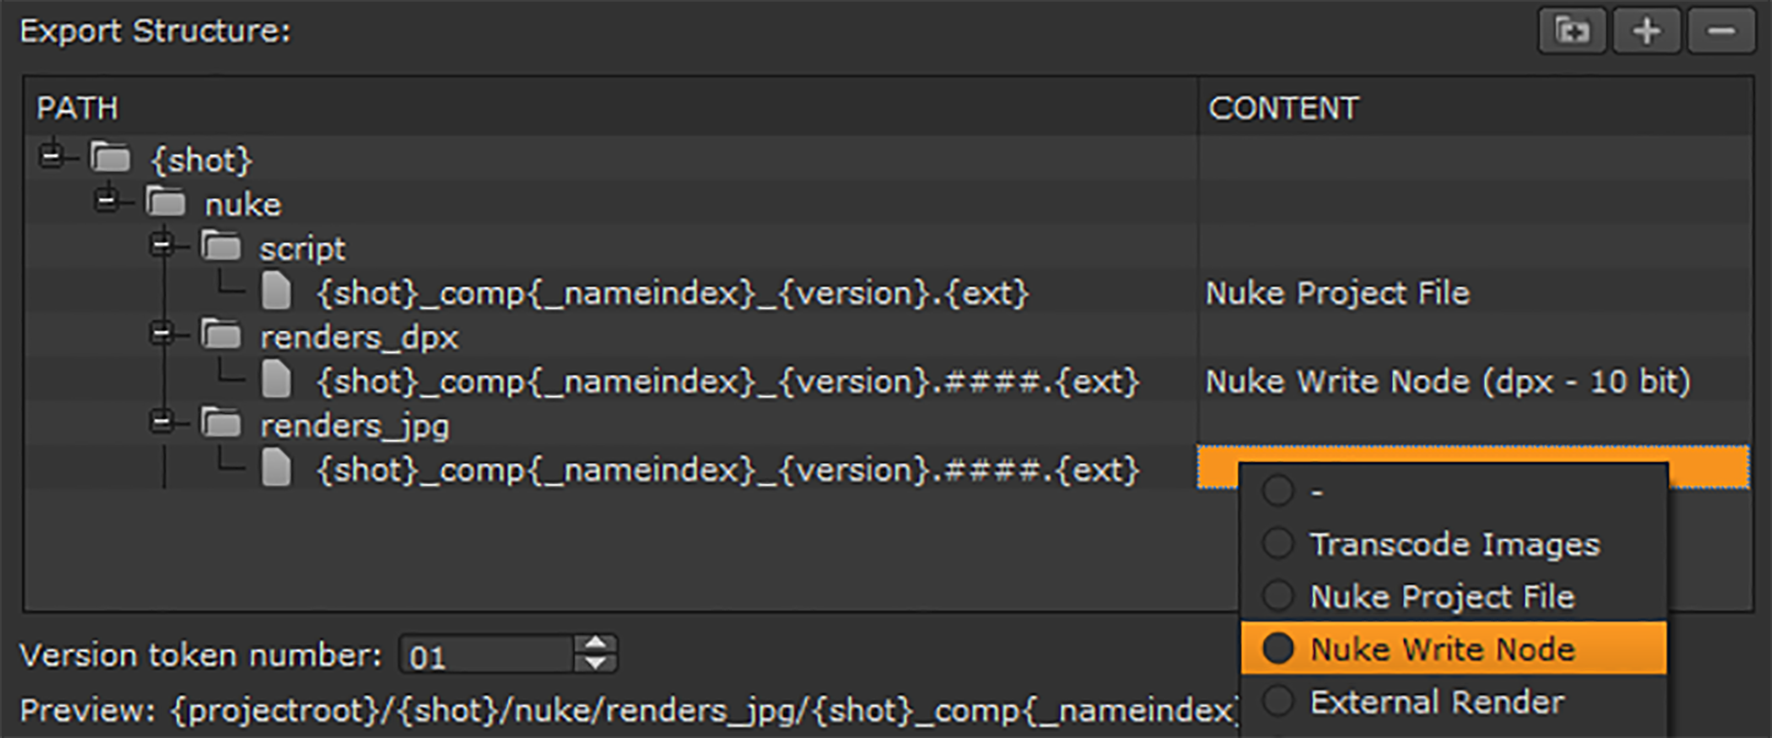 Export Structure:
PATH CONTENT
{shot}
nuke
script
{shot}_comp{_nameindex}_{version}.{ext} Nuke Project File
renders_dpx
{shot}_comp{_nameindex}_{version}.####.{ext} Nuke Write Node (dpx - 10 bit)
renders_jpg
{shot}_comp{_nameindex}_{version}.####.{ext}
-
Transcode Images
Nuke Project File
Nuke Write Node
External Render
Version token number: 01
Preview: {projectroot}/{shot}/nuke/renders_jpg/{shot}_comp{_nameindex}